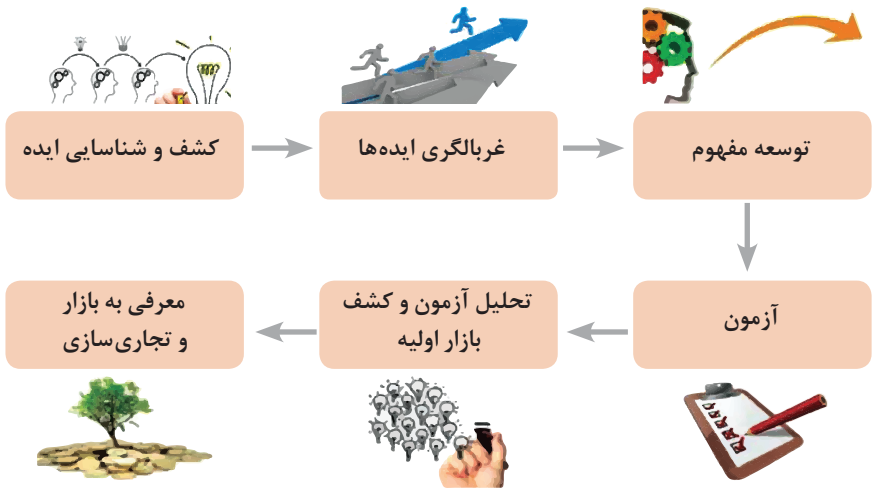 کشف و شناسایی ایده
غربالگری ایده‌ها
توسعه مفهوم
آزمون
تحلیل آزمون و کشف
بازار اولیه
معرفی به بازار
و تجاری‌سازی